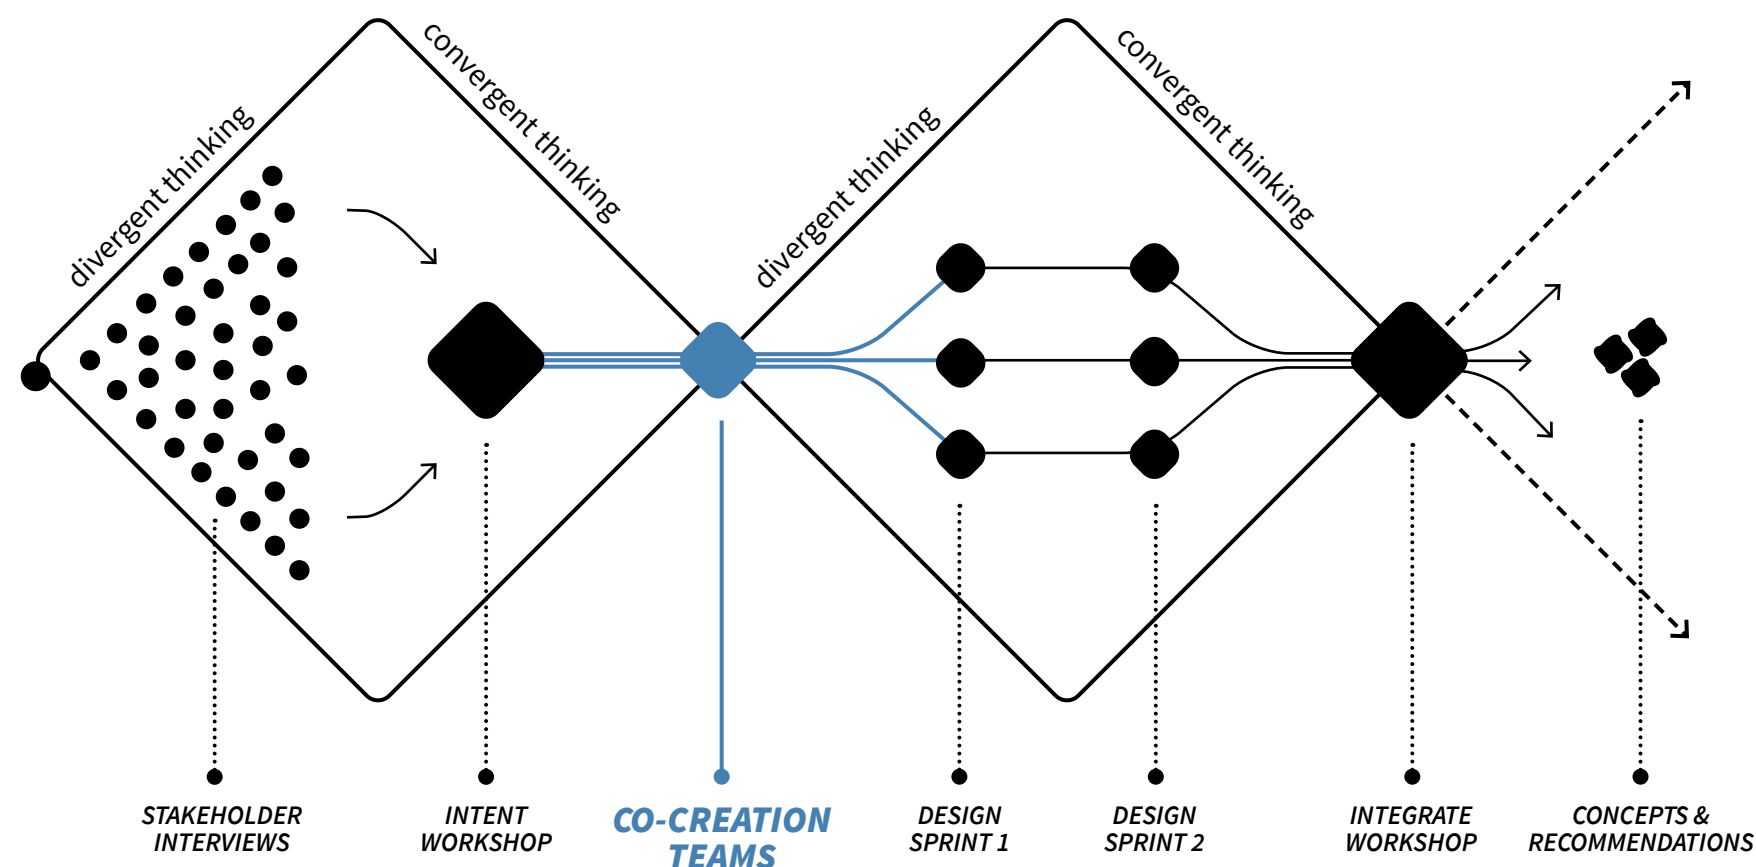 divergent thinking
convergent thinking
divergent thinking
convergent thinking
STAKEHOLDER
INTERVIEWS
INTENT
WORKSHOP
CO-CREATION
TEAMS
DESIGN
SPRINT 1
DESIGN
SPRINT 2
INTEGRATE
WORKSHOP
CONCEPTS &
RECOMMENDATIONS